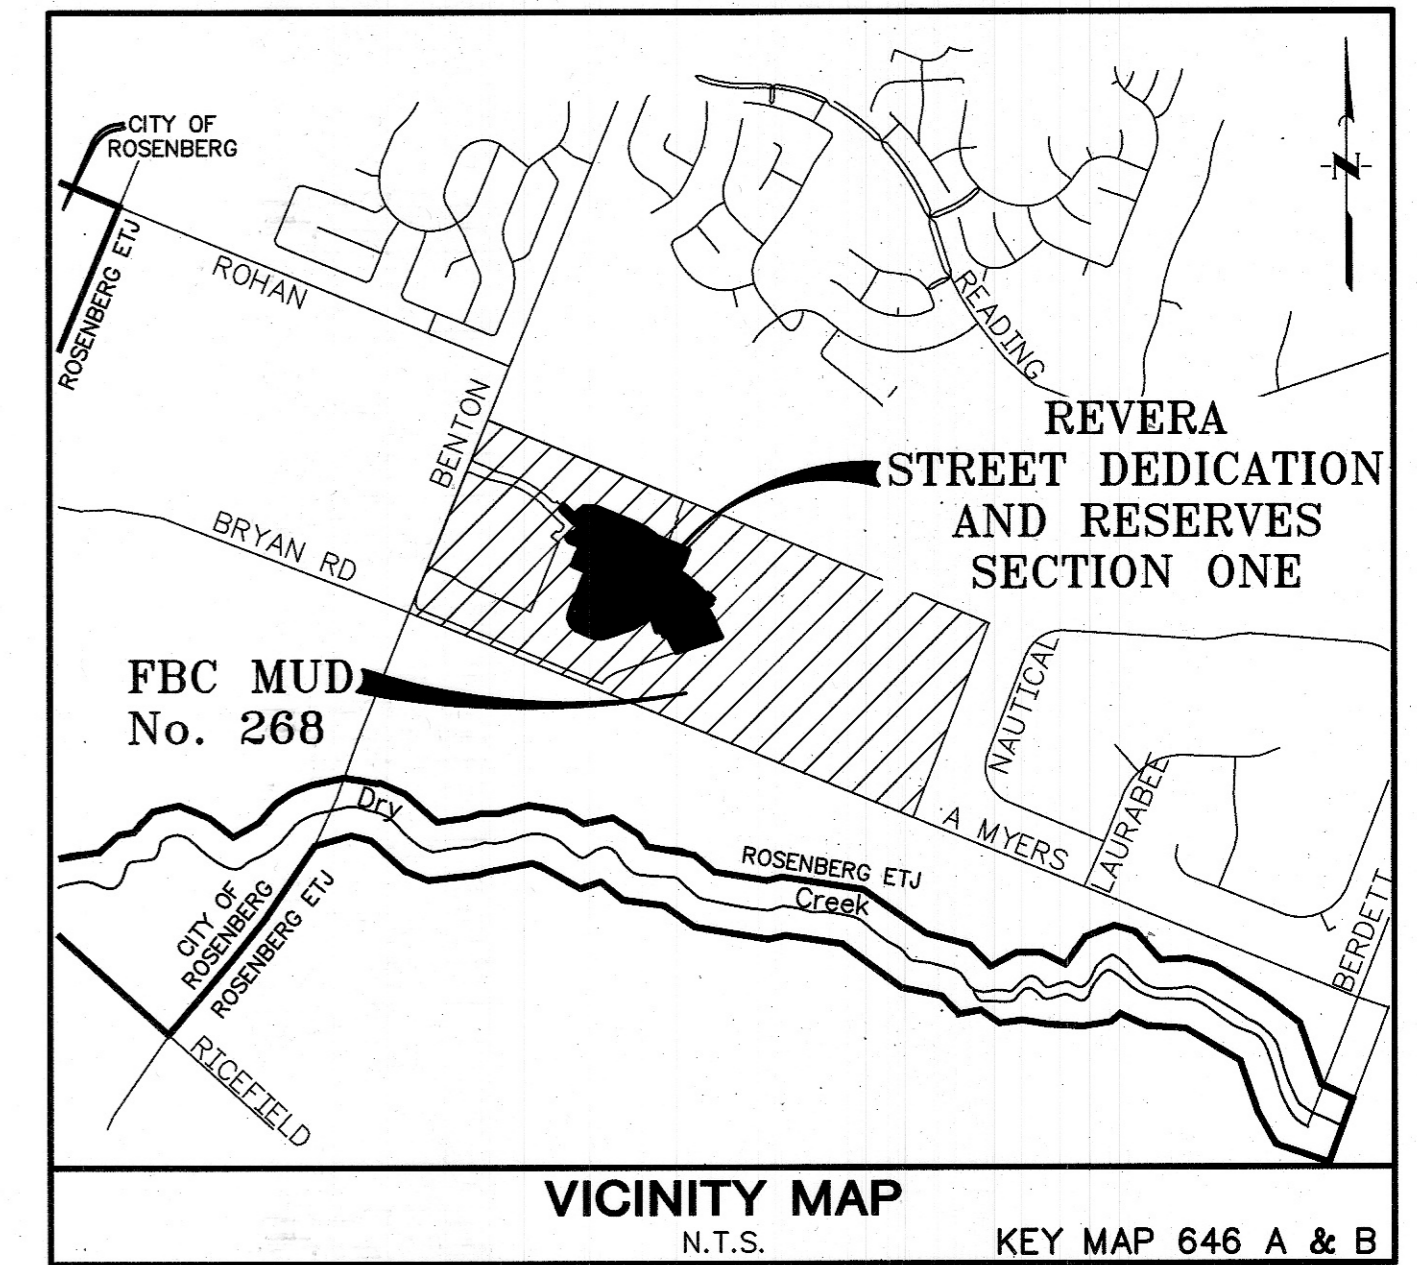 CITY OF
ROSENBERG
N
ROSENBERG ETJ
ROHAN
READING
BENTON
REVERA
STREET DEDICATION
AND RESERVES
SECTION ONE
BRYAN RD
FBC MUD
No. 268
NAUTICAL
LAURABEE
A MYERS
Dry
ROSENBERG ETJ
Creek
BERDETT
CITY OF
ROSENBERG
ROSENBERG ETJ
RICEFIELD
VICINITY MAP
N.T.S.
KEY MAP 646 A & B